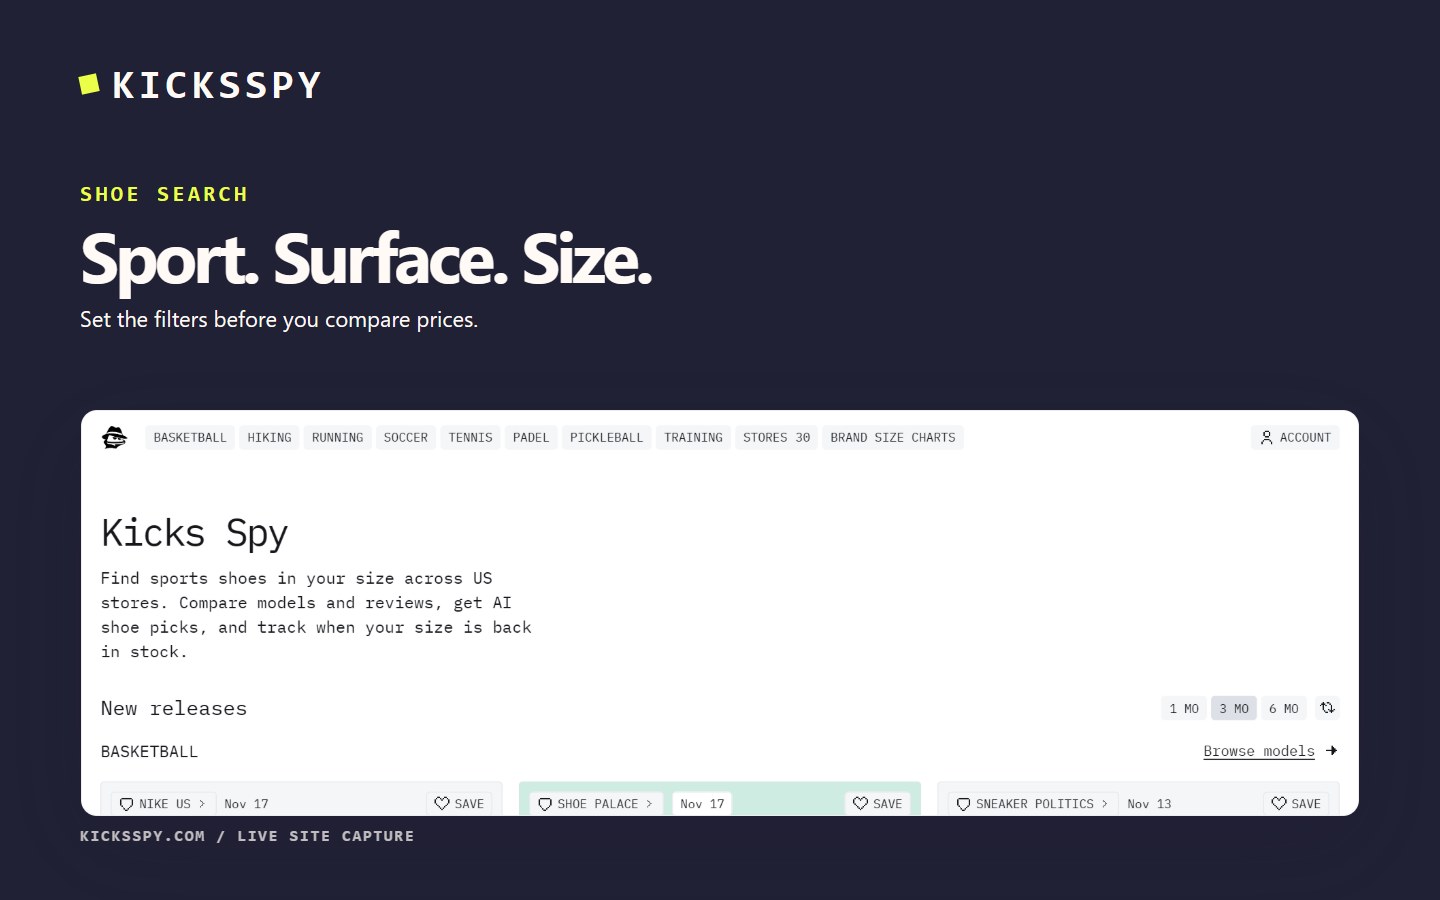 KICKSSPY
SHOE SEARCH
Sport. Surface. Size.
Set the filters before you compare prices.
BASKETBALL HIKING RUNNING SOCCER TENNIS PADEL PICKLEBALL TRAINING STORES 30 BRAND SIZE CHARTS ACCOUNT
Kicks Spy
Find sports shoes in your size across US
stores. Compare models and reviews, get AI
shoe picks, and track when your size is back
in stock.
New releases 1 MO 3 MO 6 MO
BASKETBALL Browse models
NIKE US > Nov 17 SAVE SHOE PALACE > Nov 17 SAVE SNEAKER POLITICS > Nov 13 SAVE
KICKSSPY.COM / LIVE SITE CAPTURE